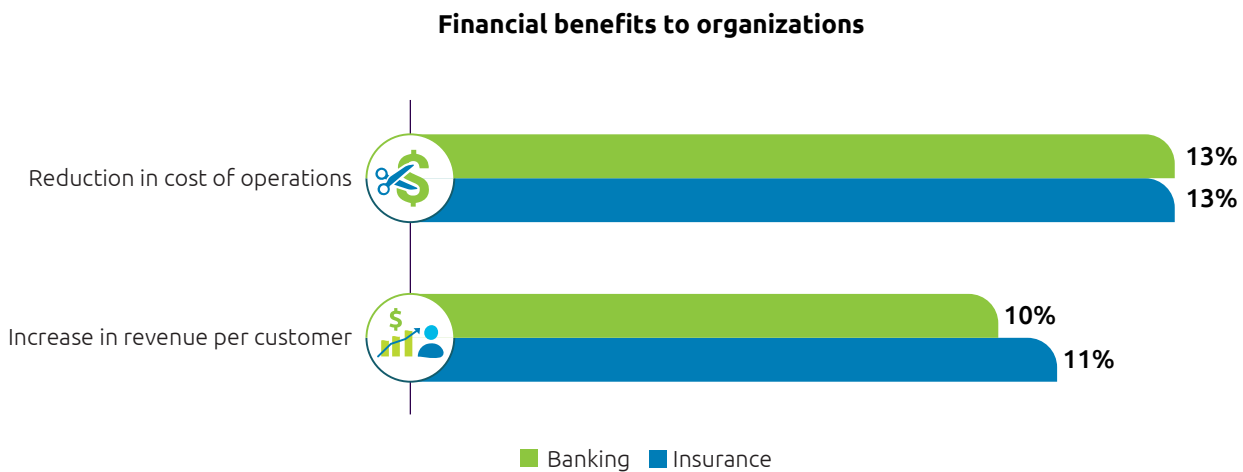 Financial benefits to organizations
Reduction in cost of operations
13%
13%
Increase in revenue per customer
10%
11%
Banking
Insurance